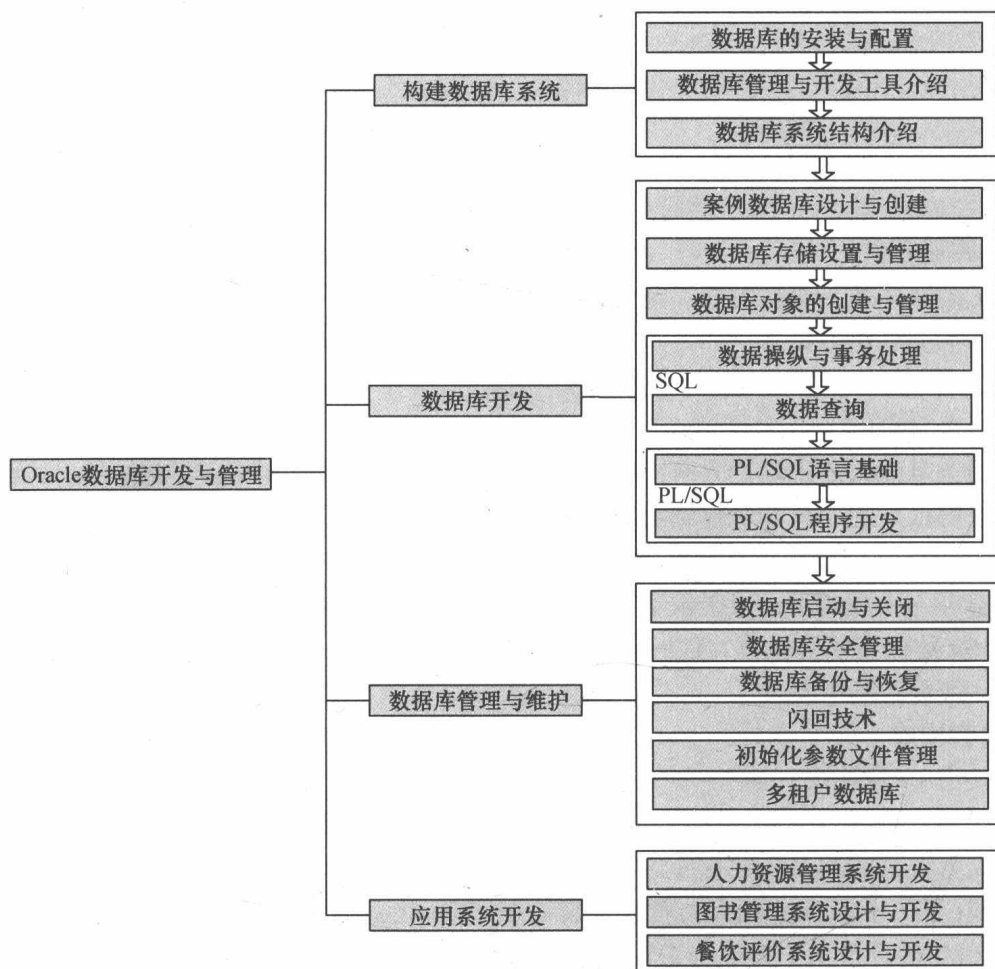 数据库的安装与配置
构建数据库系统
数据库管理与开发工具介绍
数据库系统结构介绍
案例数据库设计与创建
数据库存储设置与管理
数据库对象的创建与管理
数据操纵与事务处理
SQL
数据库开发
数据查询
Oracle数据库开发与管理
PL/SQL语言基础
PL/SQL
PL/SQL程序开发
数据库启动与关闭
数据库安全管理
数据库备份与恢复
数据库管理与维护
闪回技术
初始化参数文件管理
多租户数据库
人力资源管理系统开发
应用系统开发
图书管理系统设计与开发
餐饮评价系统设计与开发